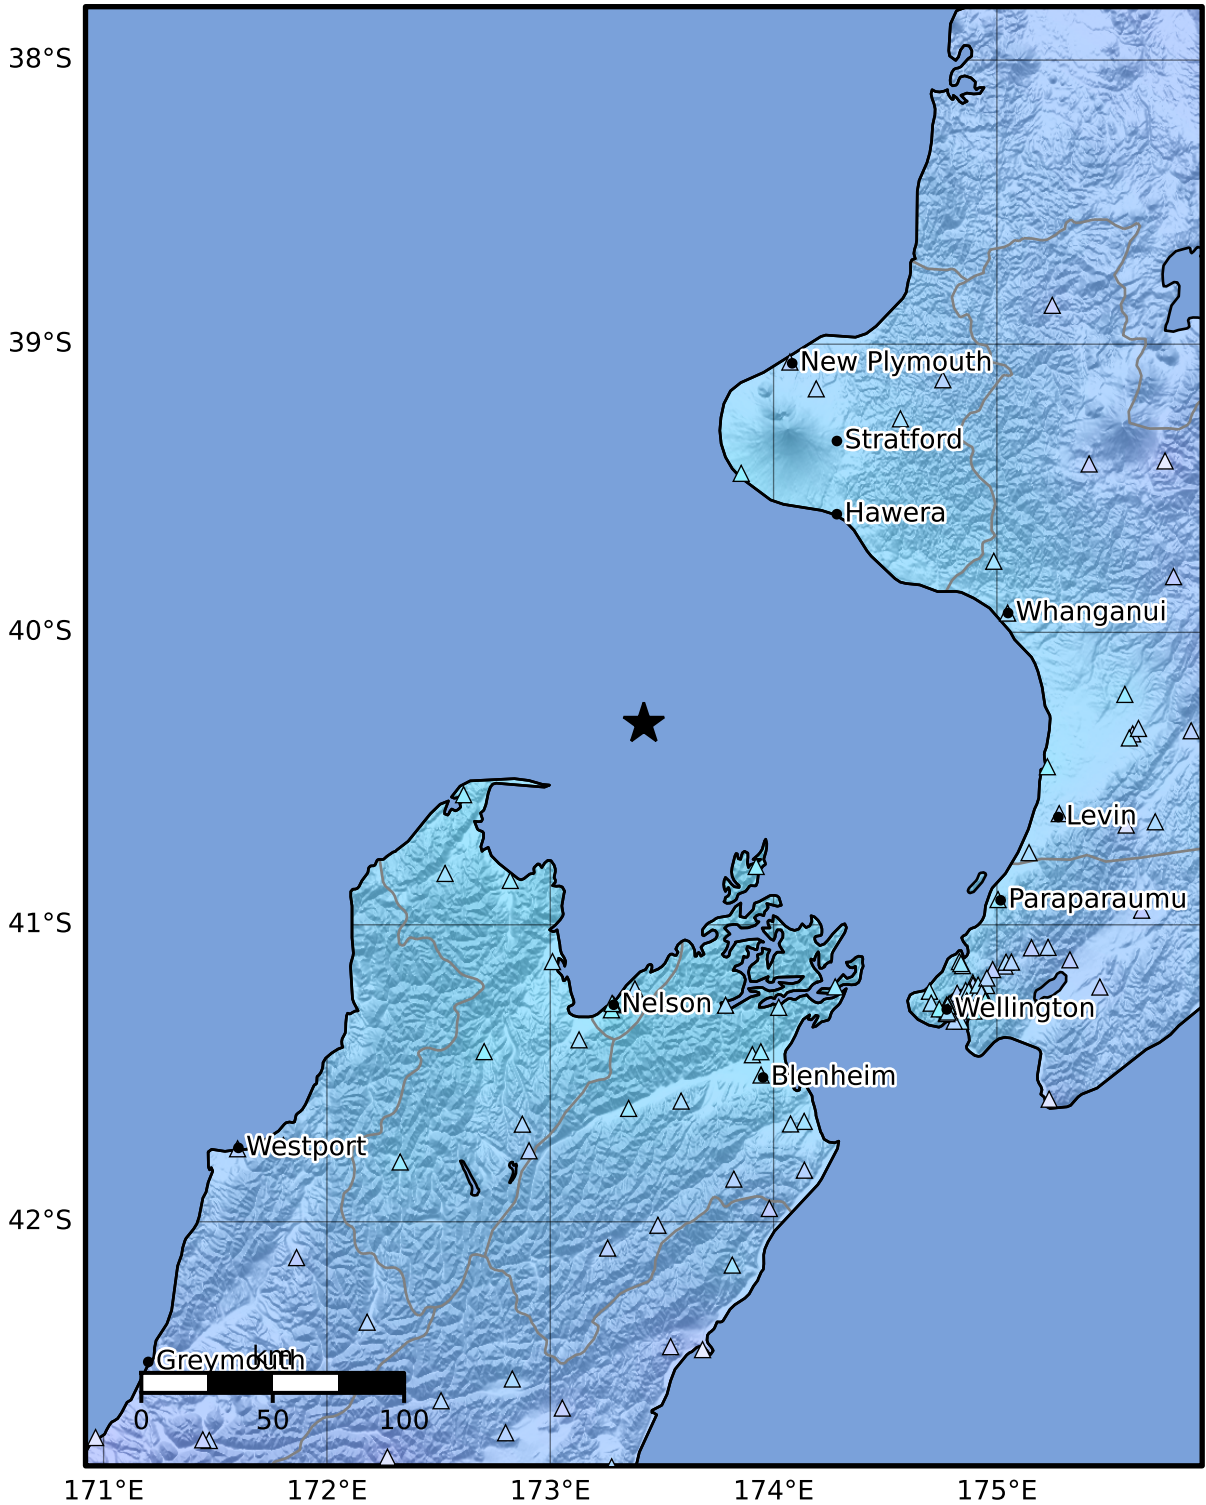 38°S
39°S
New Plymouth
Stratford
Hawera
Whanganui
40°S
Levin
Paraparaumu
41°S
Nelson
Wellington
Blenheim
Westport
42°S
Greymouth
km
0 50 100
171°E 172°E 173°E 174°E 175°E